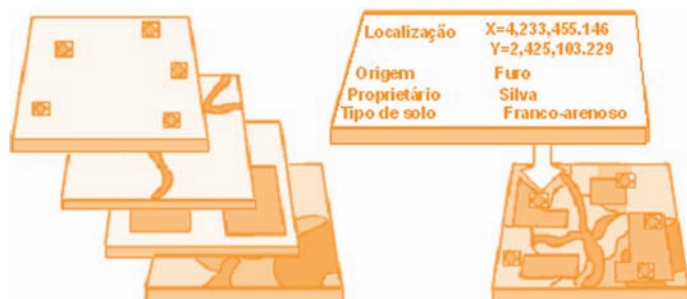 Localização X=4,233,455.146
Y=2,425,103.229
Origem Furo
Proprietário Silva
Tipo de solo Franco-arenoso